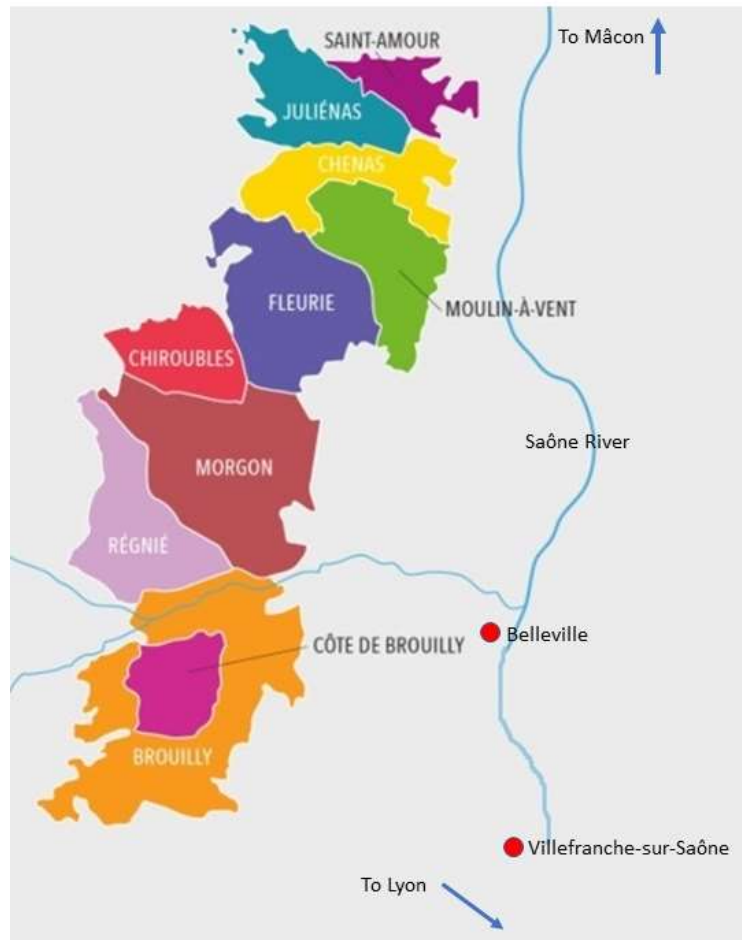 SAINT-AMOUR
To Mâcon
JULIÉNAS
CHENAS
FLEURIE
MOULIN-À-VENT
CHIROUBLES
Saône River
MORGON
RÉGNIÉ
Belleville
CÔTE DE BROUILLY
BROUILLY
Villefranche-sur-Saône
To Lyon